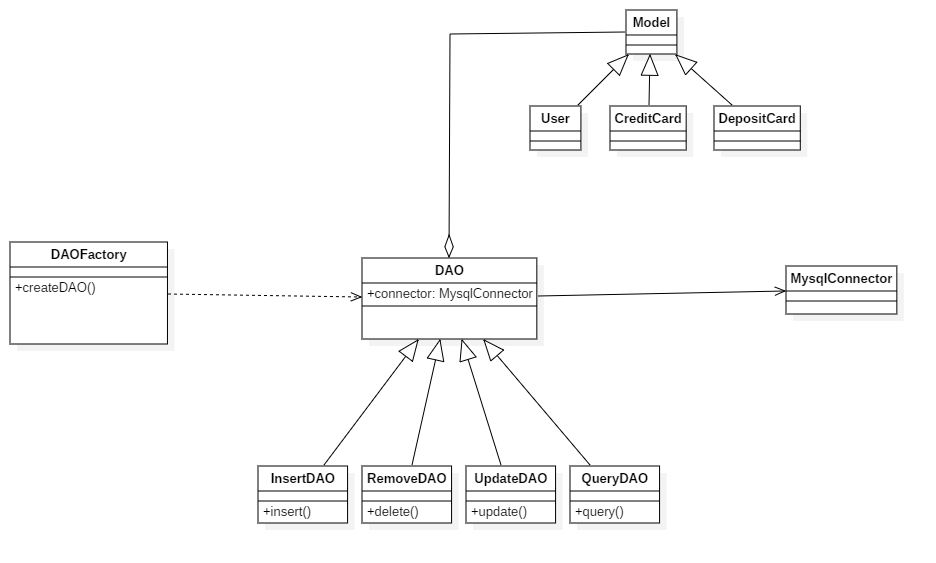 Model
User
CreditCard
DepositCard
DAOFactory
+createDAO()
DAO
+connector: MysqlConnector
MysqlConnector
InsertDAO
+insert()
RemoveDAO
+delete()
UpdateDAO
+update()
QueryDAO
+query()